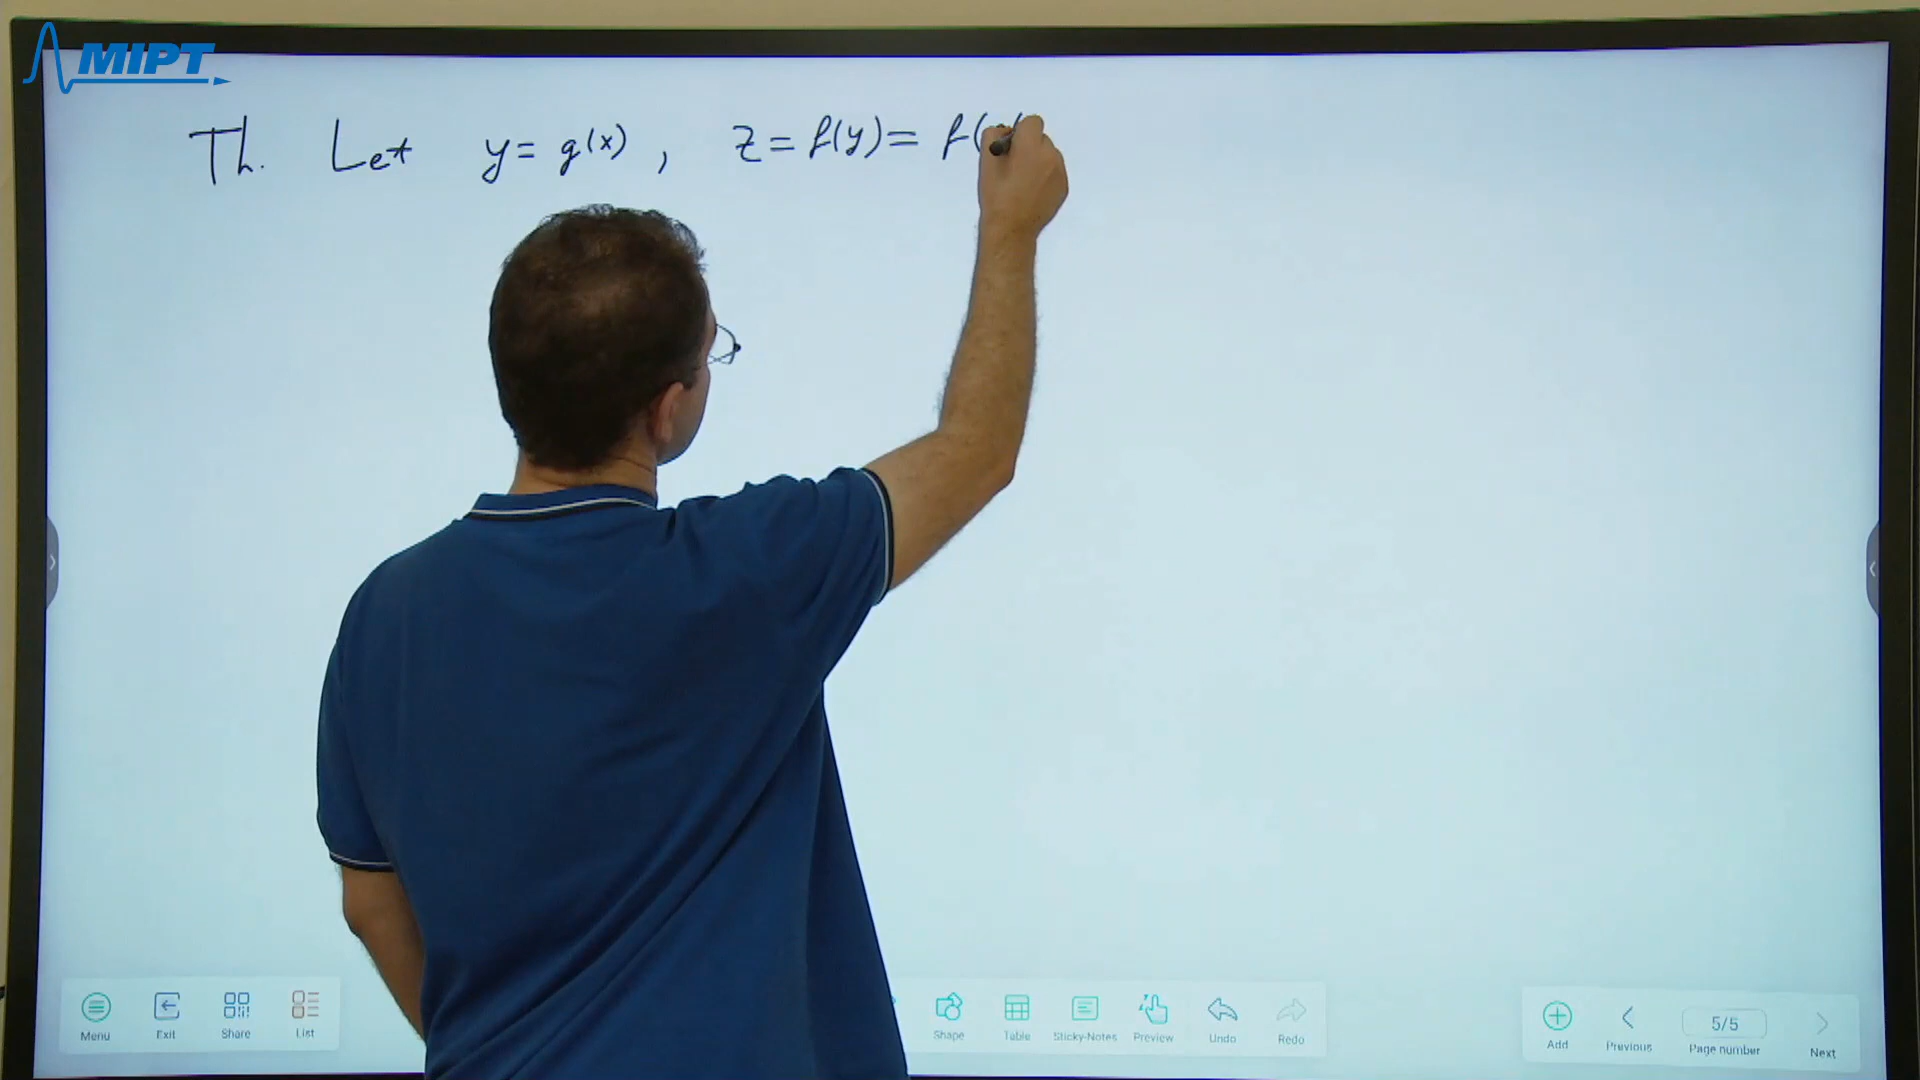 MIPT
Th. Let y = g(x), z = f(y) = f(
Menu Exit Share List Shape Table Sticky-Notes Preview Undo Redo Add Previous 5/5 Page number Next